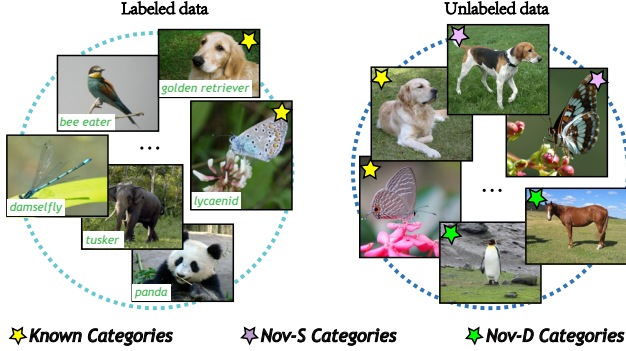 Labeled data
Unlabeled data
golden retriever
bee eater
lycaenid
damselfly
tusker
panda
...
...
Known Categories
Nov-S Categories
Nov-D Categories